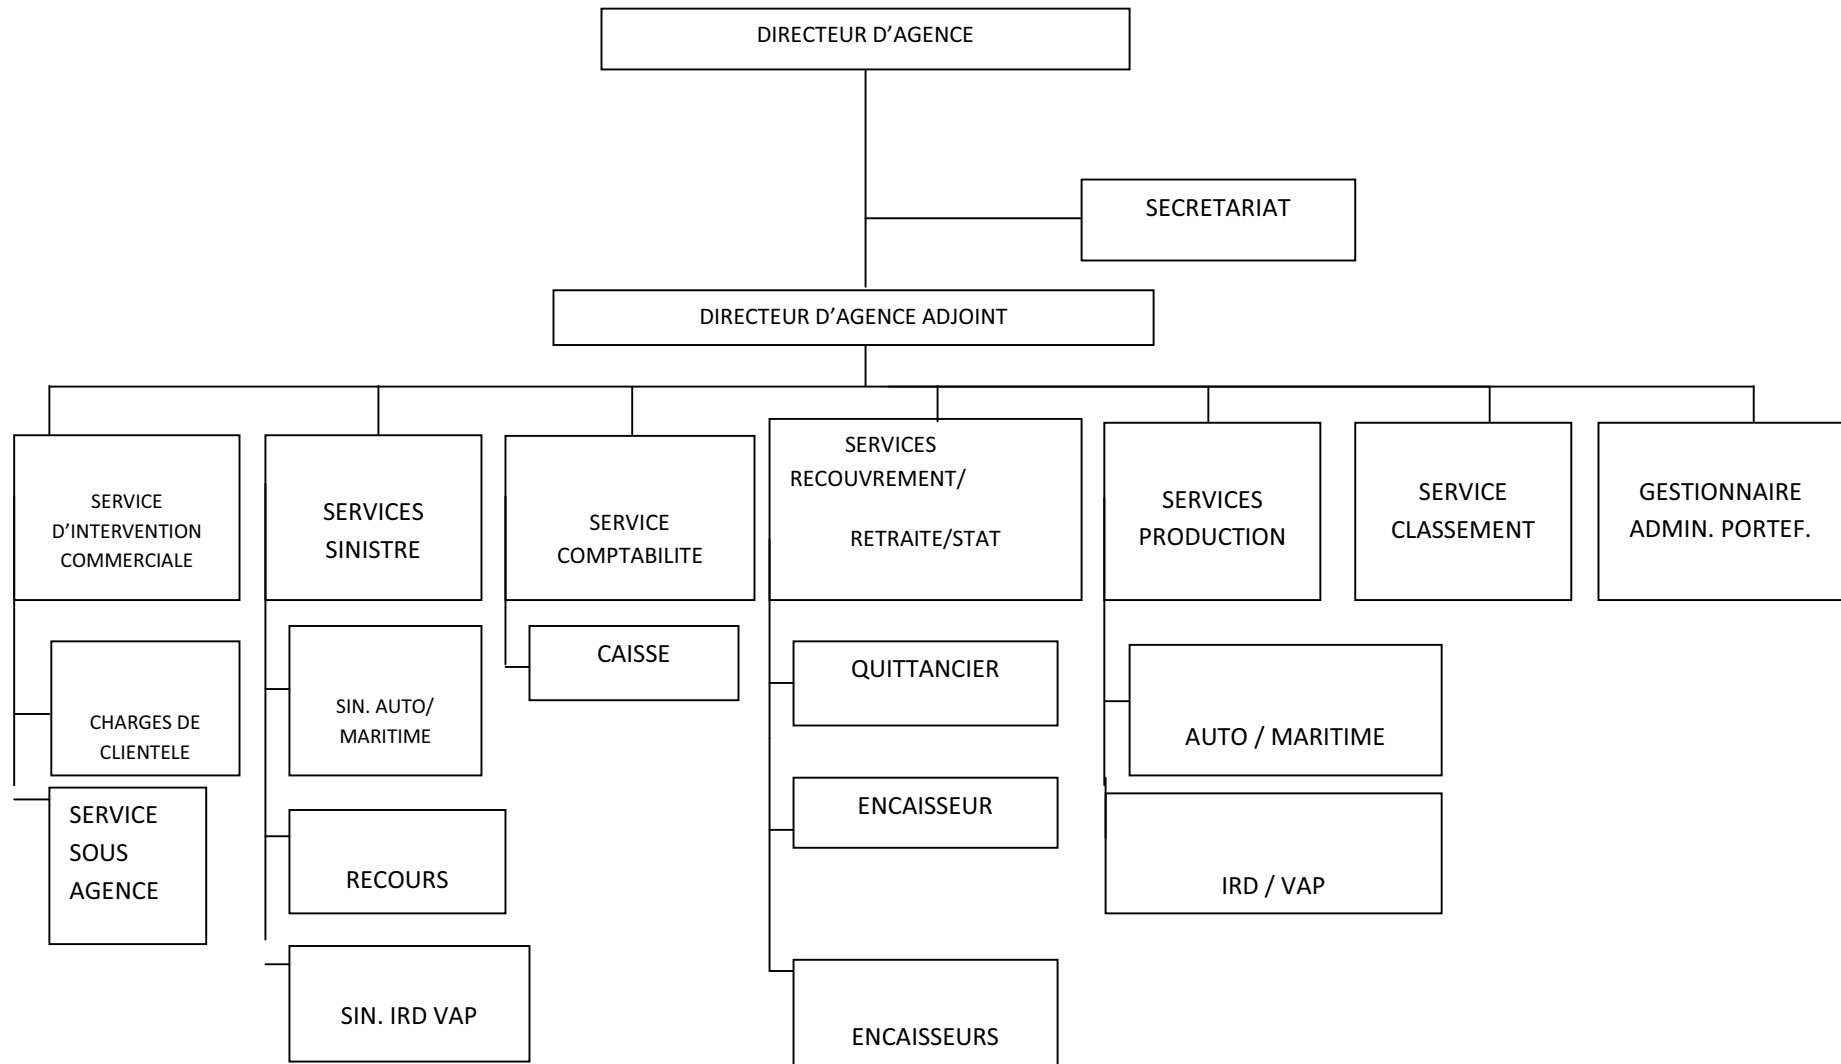 DIRECTEUR D’AGENCE
SECRETARIAT
DIRECTEUR D’AGENCE ADJOINT
SERVICE
D’INTERVENTION
COMMERCIALE
SERVICES
SINISTRE
SERVICE
COMPTABILITE
SERVICES
RECOUVREMENT/
RETRAITE/STAT
SERVICES
PRODUCTION
SERVICE
CLASSEMENT
GESTIONNAIRE
ADMIN. PORTEF.
CHARGES DE
CLIENTELE
SIN. AUTO/
MARITIME
CAISSE
QUITTANCIER
AUTO / MARITIME
SERVICE
SOUS
AGENCE
RECOURS
ENCAISSEUR
IRD / VAP
SIN. IRD VAP
ENCAISSEURS